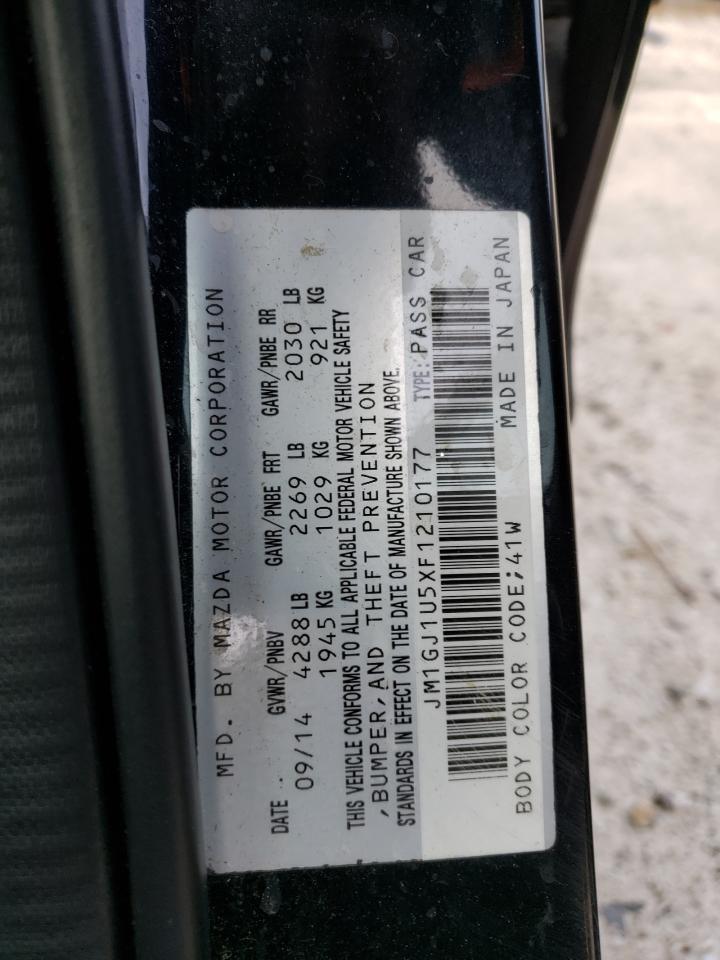 MFD. BY MAZDA MOTOR CORPORATION
DATE GVWR/PNBV GAWR/PNBE FRT GAWR/PNBE RR
09/14 4288 LB 2269 LB 2030 LB
1945 KG 1029 KG 921 KG
THIS VEHICLE CONFORMS TO ALL APPLICABLE FEDERAL MOTOR VEHICLE SAFETY
,BUMPER,AND THEFT PREVENTION
STANDARDS IN EFFECT ON THE DATE OF MANUFACTURE SHOWN ABOVE.
JM1GJ1U5XF1210177 TYPE: PASS CAR
BODY COLOR CODE;41W MADE IN JAPAN